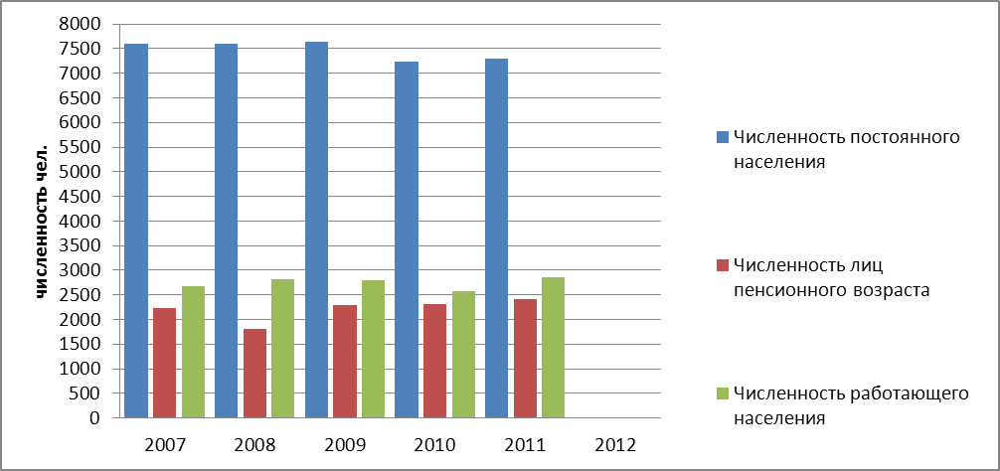 численность чел.
8000
7500
7000
6500
6000
5500
5000
4500
4000
3500
3000
2500
2000
1500
1000
500
0
2007 2008 2009 2010 2011 2012
Численность постоянного
населения
Численность лиц
пенсионного возраста
Численность работающего
населения